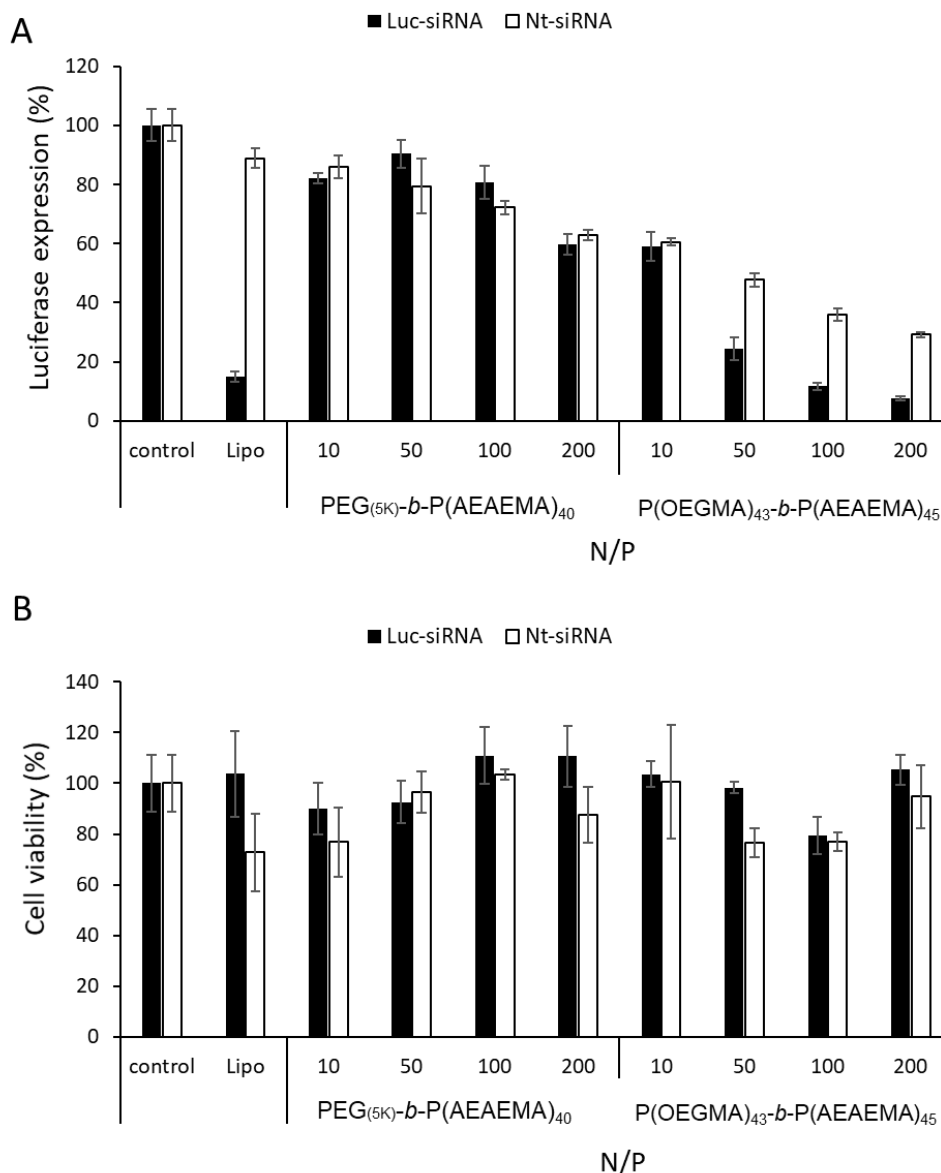 A
Luc-siRNA Nt-siRNA
Luciferase expression (%)
120
100
80
60
40
20
0
control Lipo 10 50 100 200 10 50 100 200
PEG(5K)-b-P(AEAEMA)40 P(OEGMA)43-b-P(AEAEMA)45
N/P
B
Luc-siRNA Nt-siRNA
Cell viability (%)
140
120
100
80
60
40
20
0
control Lipo 10 50 100 200 10 50 100 200
PEG(5K)-b-P(AEAEMA)40 P(OEGMA)43-b-P(AEAEMA)45
N/P